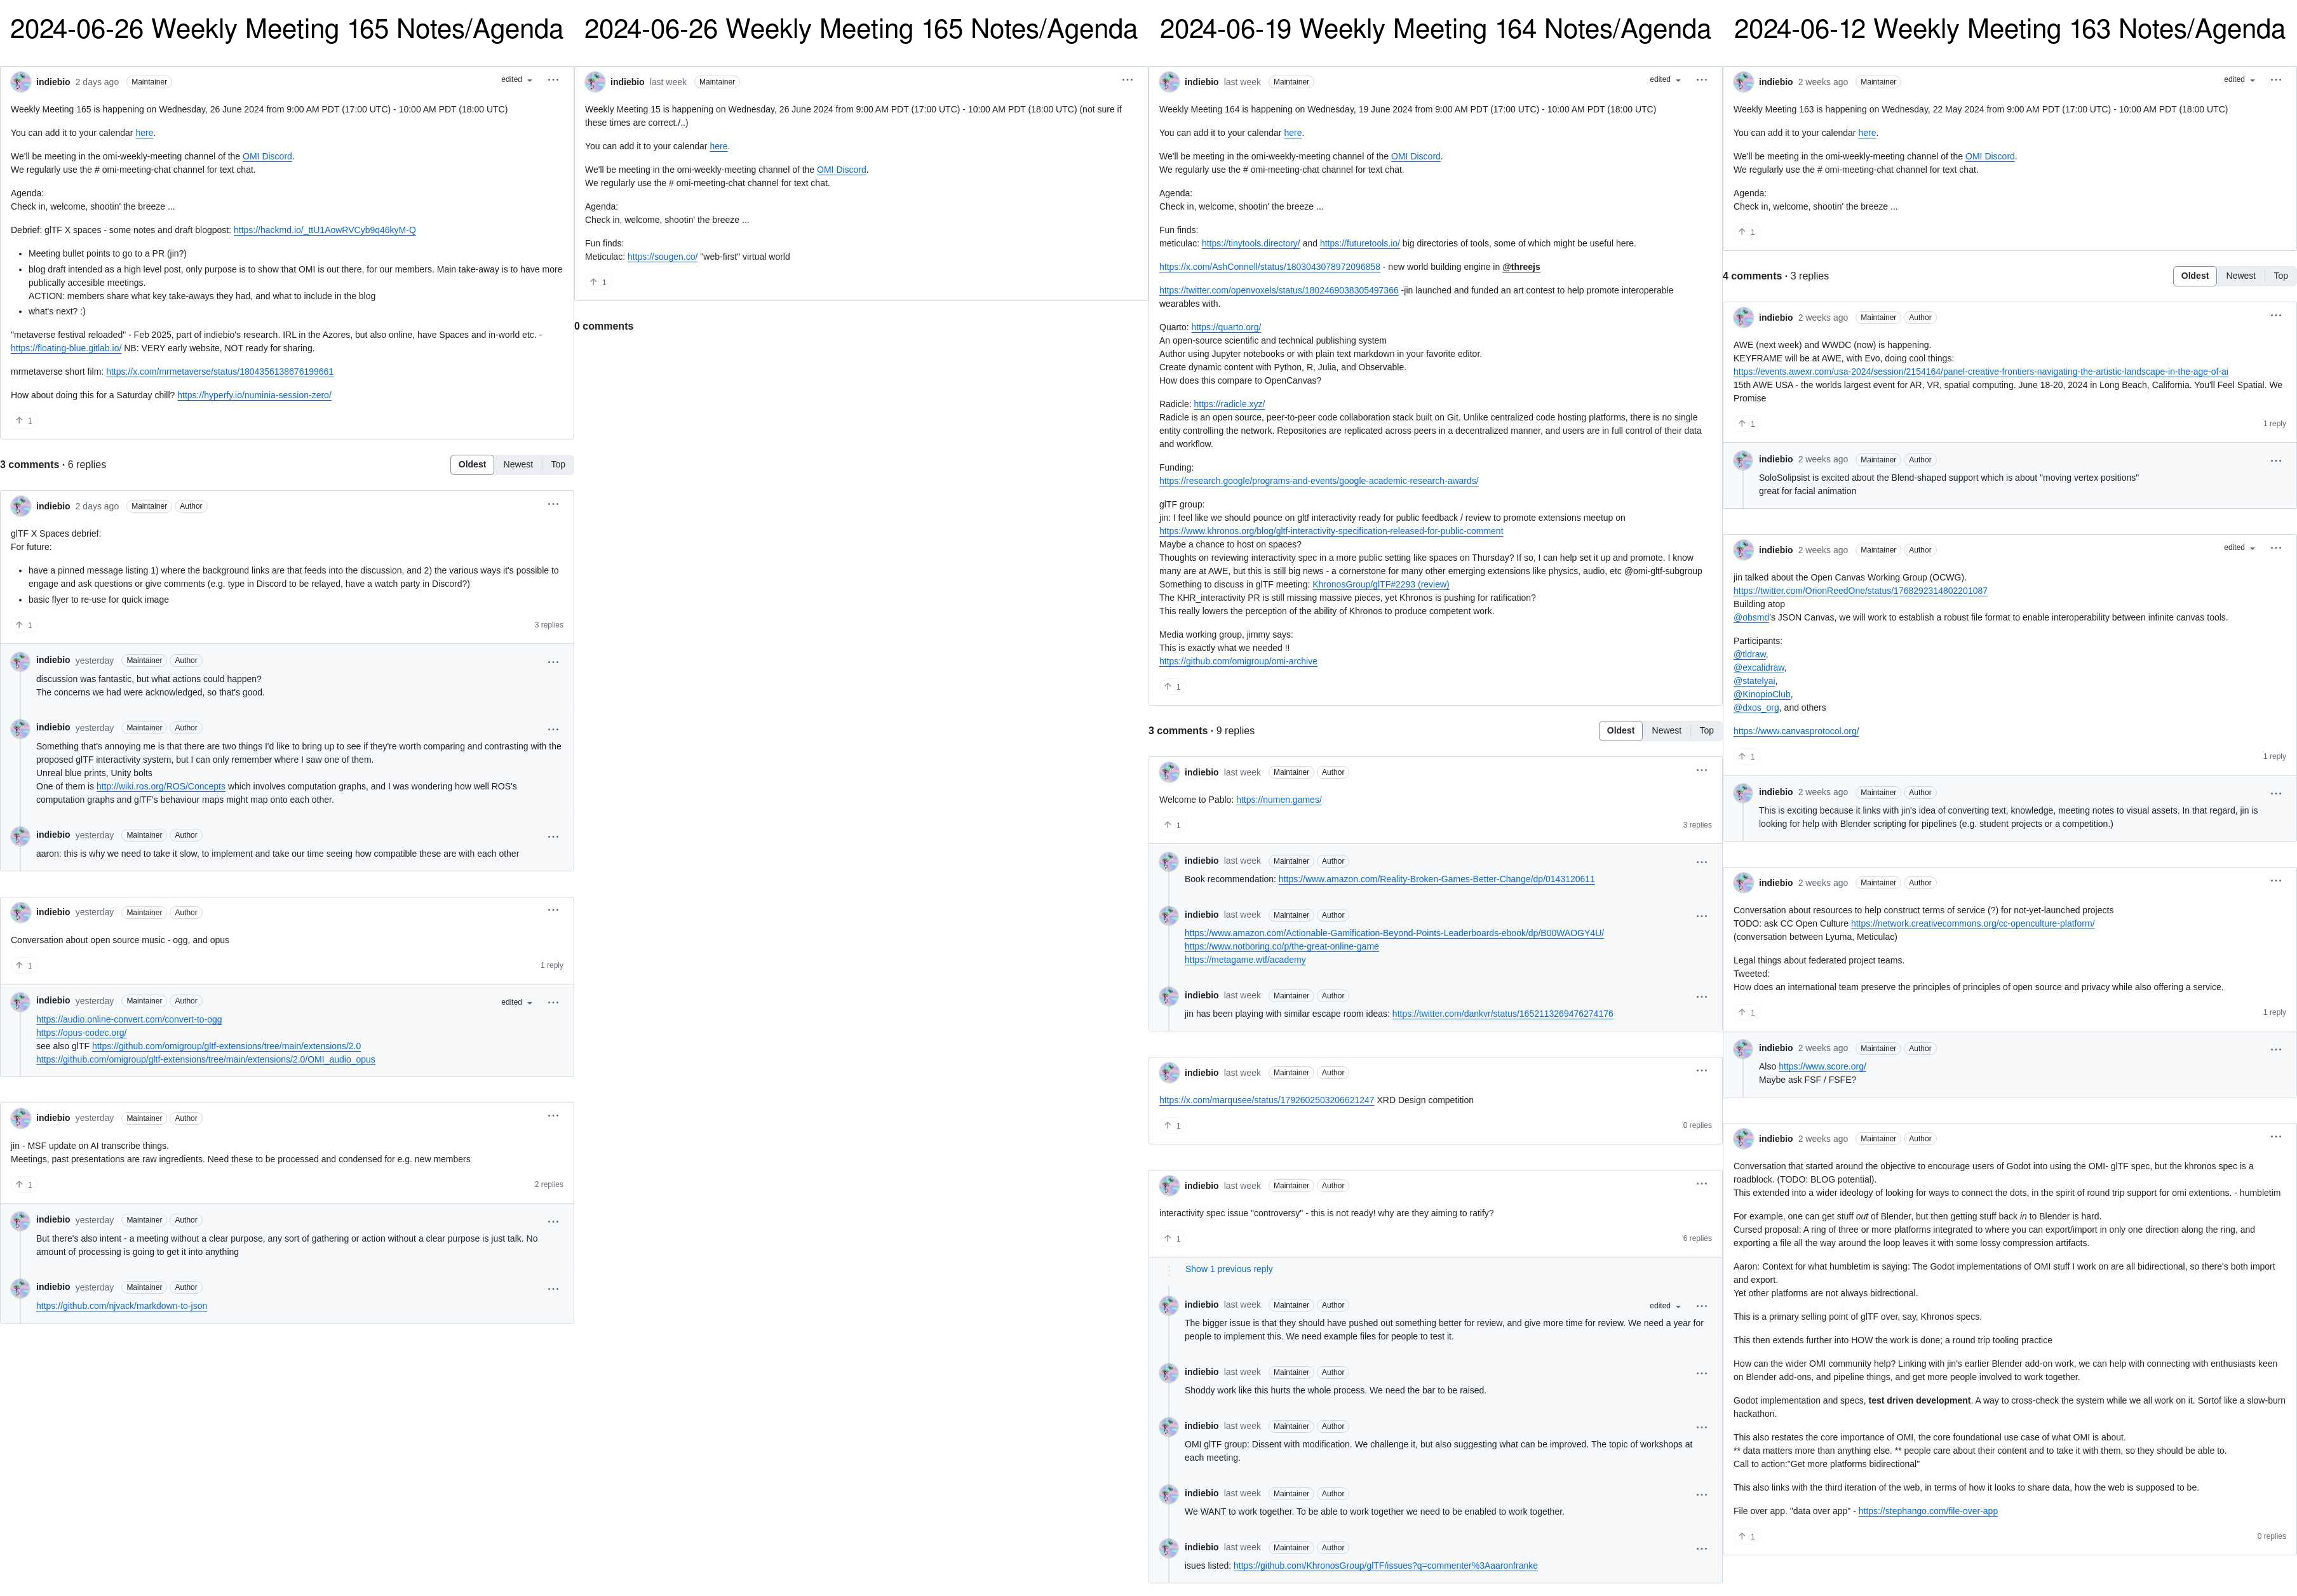 2024-06-26 Weekly Meeting 165 Notes/Agenda
indiebio 2 days ago Maintainer edited
Weekly Meeting 165 is happening on Wednesday, 26 June 2024 from 9:00 AM PDT (17:00 UTC) - 10:00 AM PDT (18:00 UTC)
You can add it to your calendar here.
We'll be meeting in the omi-weekly-meeting channel of the OMI Discord.
We regularly use the # omi-meeting-chat channel for text chat.
Agenda:
Check in, welcome, shootin' the breeze ...
Debrief: glTF X spaces - some notes and draft blogpost: https://hackmd.io/_ttU1AowRVCyb9q46kyM-Q
• Meeting bullet points to go to a PR (jin?)
• blog draft intended as a high level post, only purpose is to show that OMI is out there, for our members. Main take-away is to have more
publically accesible meetings.
ACTION: members share what key take-aways they had, and what to include in the blog
• what's next? :)
"metaverse festival reloaded" - Feb 2025, part of indiebio's research. IRL in the Azores, but also online, have Spaces and in-world etc. -
https://floating-blue.gitlab.io/ NB: VERY early website, NOT ready for sharing.
mrmetaverse short film: https://x.com/mrmetaverse/status/1804356138676199661
How about doing this for a Saturday chill? https://hyperfy.io/numinia-session-zero/
1
3 comments · 6 replies Oldest Newest Top
indiebio 2 days ago Maintainer Author
glTF X Spaces debrief:
For future:
• have a pinned message listing 1) where the background links are that feeds into the discussion, and 2) the various ways it's possible to
engage and ask questions or give comments (e.g. type in Discord to be relayed, have a watch party in Discord?)
• basic flyer to re-use for quick image
1 3 replies
indiebio yesterday Maintainer Author
discussion was fantastic, but what actions could happen?
The concerns we had were acknowledged, so that's good.
indiebio yesterday Maintainer Author
Something that's annoying me is that there are two things I'd like to bring up to see if they're worth comparing and contrasting with the
proposed glTF interactivity system, but I can only remember where I saw one of them.
Unreal blue prints, Unity bolts
One of them is http://wiki.ros.org/ROS/Concepts which involves computation graphs, and I was wondering how well ROS's
computation graphs and glTF's behaviour maps might map onto each other.
indiebio yesterday Maintainer Author
aaron: this is why we need to take it slow, to implement and take our time seeing how compatible these are with each other
indiebio yesterday Maintainer Author
Conversation about open source music - ogg, and opus
1 1 reply
indiebio yesterday Maintainer Author edited
https://audio.online-convert.com/convert-to-ogg
https://opus-codec.org/
see also glTF https://github.com/omigroup/gltf-extensions/tree/main/extensions/2.0
https://github.com/omigroup/gltf-extensions/tree/main/extensions/2.0/OMI_audio_opus
indiebio yesterday Maintainer Author
jin - MSF update on AI transcribe things.
Meetings, past presentations are raw ingredients. Need these to be processed and condensed for e.g. new members
1 2 replies
indiebio yesterday Maintainer Author
But there's also intent - a meeting without a clear purpose, any sort of gathering or action without a clear purpose is just talk. No
amount of processing is going to get it into anything
indiebio yesterday Maintainer Author
https://github.com/njvack/markdown-to-json
2024-06-26 Weekly Meeting 165 Notes/Agenda
indiebio last week Maintainer
Weekly Meeting 15 is happening on Wednesday, 26 June 2024 from 9:00 AM PDT (17:00 UTC) - 10:00 AM PDT (18:00 UTC) (not sure if
these times are correct./..)
You can add it to your calendar here.
We'll be meeting in the omi-weekly-meeting channel of the OMI Discord.
We regularly use the # omi-meeting-chat channel for text chat.
Agenda:
Check in, welcome, shootin' the breeze ...
Fun finds:
Meticulac: https://sougen.co/ "web-first" virtual world
1
0 comments
2024-06-19 Weekly Meeting 164 Notes/Agenda
indiebio last week Maintainer edited
Weekly Meeting 164 is happening on Wednesday, 19 June 2024 from 9:00 AM PDT (17:00 UTC) - 10:00 AM PDT (18:00 UTC)
You can add it to your calendar here.
We'll be meeting in the omi-weekly-meeting channel of the OMI Discord.
We regularly use the # omi-meeting-chat channel for text chat.
Agenda:
Check in, welcome, shootin' the breeze ...
Fun finds:
meticulac: https://tinytools.directory/ and https://futuretools.io/ big directories of tools, some of which might be useful here.
https://x.com/AshConnell/status/1803043078972096858 - new world building engine in @threejs
https://twitter.com/openvoxels/status/1802469038305497366 -jin launched and funded an art contest to help promote interoperable
wearables with.
Quarto: https://quarto.org/
An open-source scientific and technical publishing system
Author using Jupyter notebooks or with plain text markdown in your favorite editor.
Create dynamic content with Python, R, Julia, and Observable.
How does this compare to OpenCanvas?
Radicle: https://radicle.xyz/
Radicle is an open source, peer-to-peer code collaboration stack built on Git. Unlike centralized code hosting platforms, there is no single
entity controlling the network. Repositories are replicated across peers in a decentralized manner, and users are in full control of their data
and workflow.
Funding:
https://research.google/programs-and-events/google-academic-research-awards/
glTF group:
jin: I feel like we should pounce on gltf interactivity ready for public feedback / review to promote extensions meetup on
https://www.khronos.org/blog/gltf-interactivity-specification-released-for-public-comment
Maybe a chance to host on spaces?
Thoughts on reviewing interactivity spec in a more public setting like spaces on Thursday? If so, I can help set it up and promote. I know
many are at AWE, but this is still big news - a cornerstone for many other emerging extensions like physics, audio, etc @omi-gltf-subgroup
Something to discuss in glTF meeting: KhronosGroup/glTF#2293 (review)
The KHR_interactivity PR is still missing massive pieces, yet Khronos is pushing for ratification?
This really lowers the perception of the ability of Khronos to produce competent work.
Media working group, jimmy says:
This is exactly what we needed !!
https://github.com/omigroup/omi-archive
1
3 comments · 9 replies Oldest Newest Top
indiebio last week Maintainer Author
Welcome to Pablo: https://numen.games/
1 3 replies
indiebio last week Maintainer Author
Book recommendation: https://www.amazon.com/Reality-Broken-Games-Better-Change/dp/0143120611
indiebio last week Maintainer Author
https://www.amazon.com/Actionable-Gamification-Beyond-Points-Leaderboards-ebook/dp/B00WAOGY4U/
https://www.notboring.co/p/the-great-online-game
https://metagame.wtf/academy
indiebio last week Maintainer Author
jin has been playing with similar escape room ideas: https://twitter.com/dankvr/status/1652113269476274176
indiebio last week Maintainer Author
https://x.com/marqusee/status/1792602503206621247 XRD Design competition
1 0 replies
indiebio last week Maintainer Author
interactivity spec issue "controversy" - this is not ready! why are they aiming to ratify?
1 6 replies
Show 1 previous reply
indiebio last week Maintainer Author edited
The bigger issue is that they should have pushed out something better for review, and give more time for review. We need a year for
people to implement this. We need example files for people to test it.
indiebio last week Maintainer Author
Shoddy work like this hurts the whole process. We need the bar to be raised.
indiebio last week Maintainer Author
OMI glTF group: Dissent with modification. We challenge it, but also suggesting what can be improved. The topic of workshops at
each meeting.
indiebio last week Maintainer Author
We WANT to work together. To be able to work together we need to be enabled to work together.
indiebio last week Maintainer Author
isues listed: https://github.com/KhronosGroup/glTF/issues?q=commenter%3Aaaronfranke
2024-06-12 Weekly Meeting 163 Notes/Agenda
indiebio 2 weeks ago Maintainer edited
Weekly Meeting 163 is happening on Wednesday, 22 May 2024 from 9:00 AM PDT (17:00 UTC) - 10:00 AM PDT (18:00 UTC)
You can add it to your calendar here.
We'll be meeting in the omi-weekly-meeting channel of the OMI Discord.
We regularly use the # omi-meeting-chat channel for text chat.
Agenda:
Check in, welcome, shootin' the breeze ...
1
4 comments · 3 replies Oldest Newest Top
indiebio 2 weeks ago Maintainer Author
AWE (next week) and WWDC (now) is happening.
KEYFRAME will be at AWE, with Evo, doing cool things:
https://events.awexr.com/usa-2024/session/2154164/panel-creative-frontiers-navigating-the-artistic-landscape-in-the-age-of-ai
15th AWE USA - the worlds largest event for AR, VR, spatial computing. June 18-20, 2024 in Long Beach, California. You'll Feel Spatial. We
Promise
1 1 reply
indiebio 2 weeks ago Maintainer Author
SoloSolipsist is excited about the Blend-shaped support which is about "moving vertex positions"
great for facial animation
indiebio 2 weeks ago Maintainer Author edited
jin talked about the Open Canvas Working Group (OCWG).
https://twitter.com/OrionReedOne/status/1768292314802201087
Building atop
@obsmd's JSON Canvas, we will work to establish a robust file format to enable interoperability between infinite canvas tools.
Participants:
@tldraw,
@excalidraw,
@statelyai,
@KinopioClub,
@dxos_org, and others
https://www.canvasprotocol.org/
1 1 reply
indiebio 2 weeks ago Maintainer Author
This is exciting because it links with jin's idea of converting text, knowledge, meeting notes to visual assets. In that regard, jin is
looking for help with Blender scripting for pipelines (e.g. student projects or a competition.)
indiebio 2 weeks ago Maintainer Author
Conversation about resources to help construct terms of service (?) for not-yet-launched projects
TODO: ask CC Open Culture https://network.creativecommons.org/cc-openculture-platform/
(conversation between Lyuma, Meticulac)
Legal things about federated project teams.
Tweeted:
How does an international team preserve the principles of principles of open source and privacy while also offering a service.
1 1 reply
indiebio 2 weeks ago Maintainer Author
Also https://www.score.org/
Maybe ask FSF / FSFE?
indiebio 2 weeks ago Maintainer Author
Conversation that started around the objective to encourage users of Godot into using the OMI- glTF spec, but the khronos spec is a
roadblock. (TODO: BLOG potential).
This extended into a wider ideology of looking for ways to connect the dots, in the spirit of round trip support for omi extentions. - humbletim
For example, one can get stuff out of Blender, but then getting stuff back in to Blender is hard.
Cursed proposal: A ring of three or more platforms integrated to where you can export/import in only one direction along the ring, and
exporting a file all the way around the loop leaves it with some lossy compression artifacts.
Aaron: Context for what humbletim is saying: The Godot implementations of OMI stuff I work on are all bidirectional, so there's both import
and export.
Yet other platforms are not always bidrectional.
This is a primary selling point of glTF over, say, Khronos specs.
This then extends further into HOW the work is done; a round trip tooling practice
How can the wider OMI community help? Linking with jin's earlier Blender add-on work, we can help with connecting with enthusiasts keen
on Blender add-ons, and pipeline things, and get more people involved to work together.
Godot implementation and specs, test driven development. A way to cross-check the system while we all work on it. Sortof like a slow-burn
hackathon.
This also restates the core importance of OMI, the core foundational use case of what OMI is about.
** data matters more than anything else. ** people care about their content and to take it with them, so they should be able to.
Call to action:"Get more platforms bidirectional"
This also links with the third iteration of the web, in terms of how it looks to share data, how the web is supposed to be.
File over app. "data over app" - https://stephango.com/file-over-app
1 0 replies